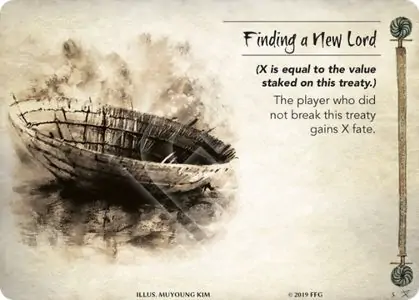 Finding a New Lord
(X is equal to the value
staked on this treaty.)
The player who did
not break this treaty
gains X fate.
ILLUS. MUYOUNG KIM
© 2019 FFG